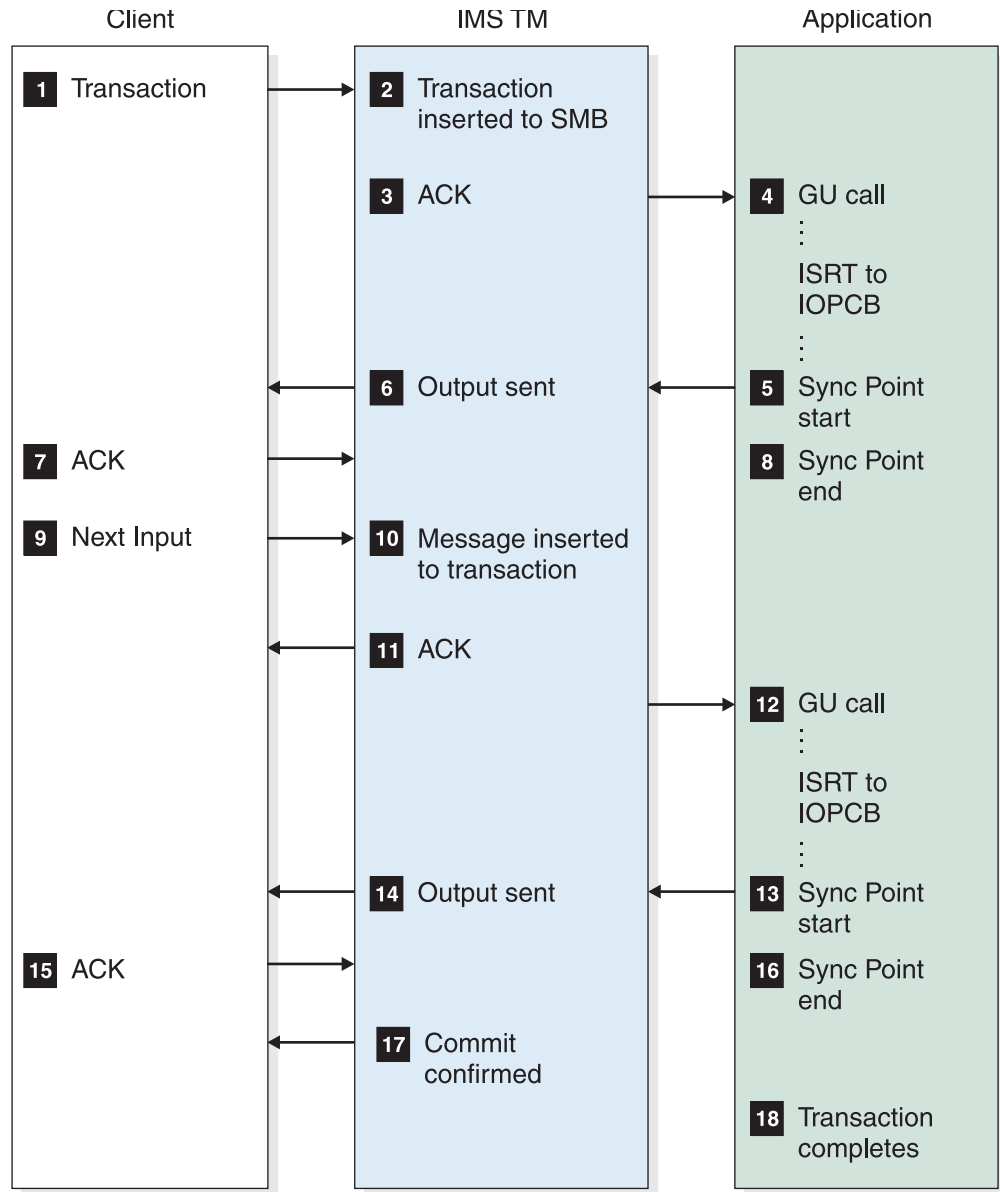 Client IMS TM Application
1 Transaction
2 Transaction
inserted to SMB
3 ACK
4 GU call
ISRT to
IOPCB
6 Output sent
5 Sync Point
start
7 ACK
8 Sync Point
end
9 Next Input
10 Message inserted
to transaction
11 ACK
12 GU call
ISRT to
IOPCB
14 Output sent
13 Sync Point
start
15 ACK
16 Sync Point
end
17 Commit
confirmed
18 Transaction
completes